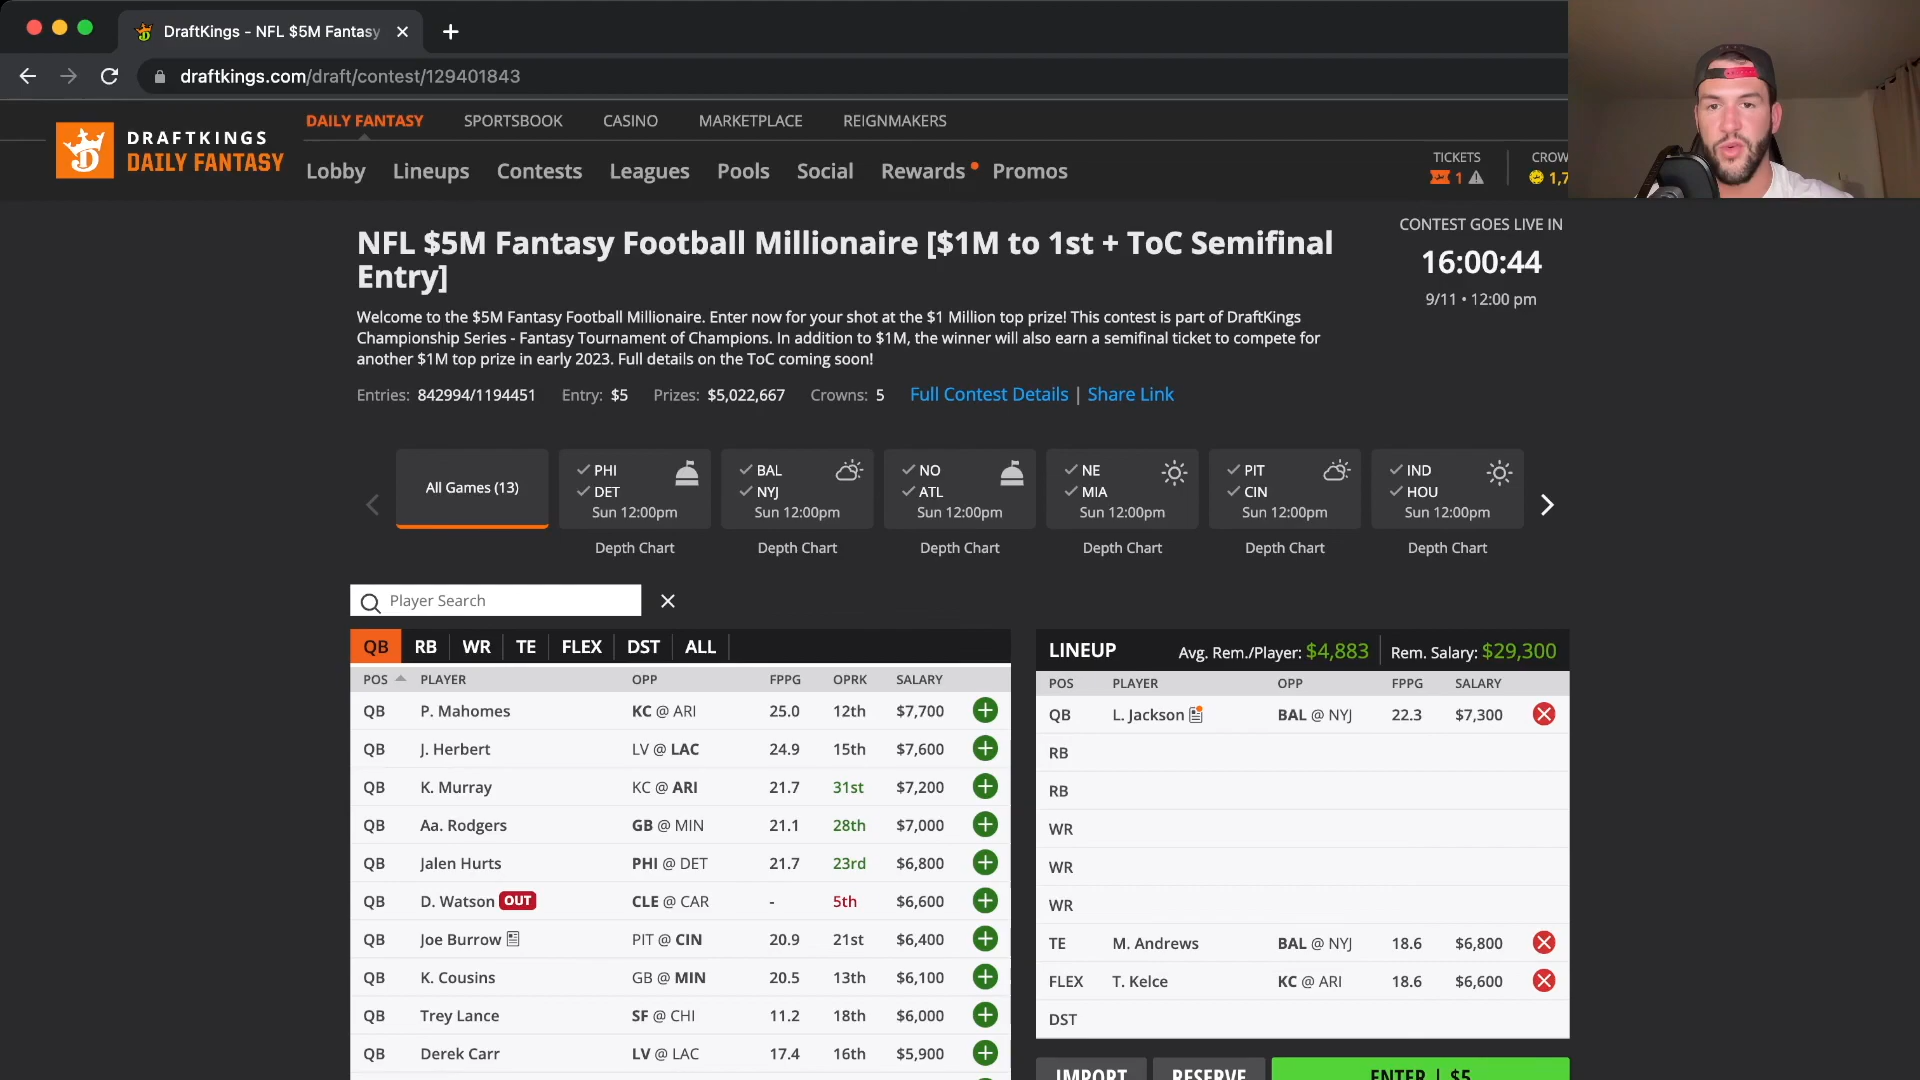 DraftKings - NFL $5M Fantasy
draftkings.com/draft/contest/129401843
DRAFTKINGS
DAILY FANTASY
DAILY FANTASY SPORTSBOOK CASINO MARKETPLACE REIGNMAKERS
Lobby Lineups Contests Leagues Pools Social Rewards Promos
TICKETS CROW
1 1,7
NFL $5M Fantasy Football Millionaire [$1M to 1st + ToC Semifinal
Entry]
CONTEST GOES LIVE IN
16:00:44
9/11 • 12:00 pm
Welcome to the $5M Fantasy Football Millionaire. Enter now for your shot at the $1 Million top prize! This contest is part of DraftKings
Championship Series - Fantasy Tournament of Champions. In addition to $1M, the winner will also earn a semifinal ticket to compete for
another $1M top prize in early 2023. Full details on the ToC coming soon!
Entries: 842994/1194451 Entry: $5 Prizes: $5,022,667 Crowns: 5 Full Contest Details | Share Link
All Games (13)
PHI
DET
Sun 12:00pm
Depth Chart
BAL
NYJ
Sun 12:00pm
Depth Chart
NO
ATL
Sun 12:00pm
Depth Chart
NE
MIA
Sun 12:00pm
Depth Chart
PIT
CIN
Sun 12:00pm
Depth Chart
IND
HOU
Sun 12:00pm
Depth Chart
Player Search
QB RB WR TE FLEX DST ALL
POS PLAYER OPP FPPG OPRK SALARY
QB P. Mahomes KC @ ARI 25.0 12th $7,700
QB J. Herbert LV @ LAC 24.9 15th $7,600
QB K. Murray KC @ ARI 21.7 31st $7,200
QB Aa. Rodgers GB @ MIN 21.1 28th $7,000
QB Jalen Hurts PHI @ DET 21.7 23rd $6,800
QB D. Watson OUT CLE @ CAR - 5th $6,600
QB Joe Burrow PIT @ CIN 20.9 21st $6,400
QB K. Cousins GB @ MIN 20.5 13th $6,100
QB Trey Lance SF @ CHI 11.2 18th $6,000
QB Derek Carr LV @ LAC 17.4 16th $5,900
LINEUP Avg. Rem./Player: $4,883 Rem. Salary: $29,300
POS PLAYER OPP FPPG SALARY
QB L. Jackson BAL @ NYJ 22.3 $7,300
RB
RB
WR
WR
WR
TE M. Andrews BAL @ NYJ 18.6 $6,800
FLEX T. Kelce KC @ ARI 18.6 $6,600
DST
IMPORT RESERVE ENTER | $5